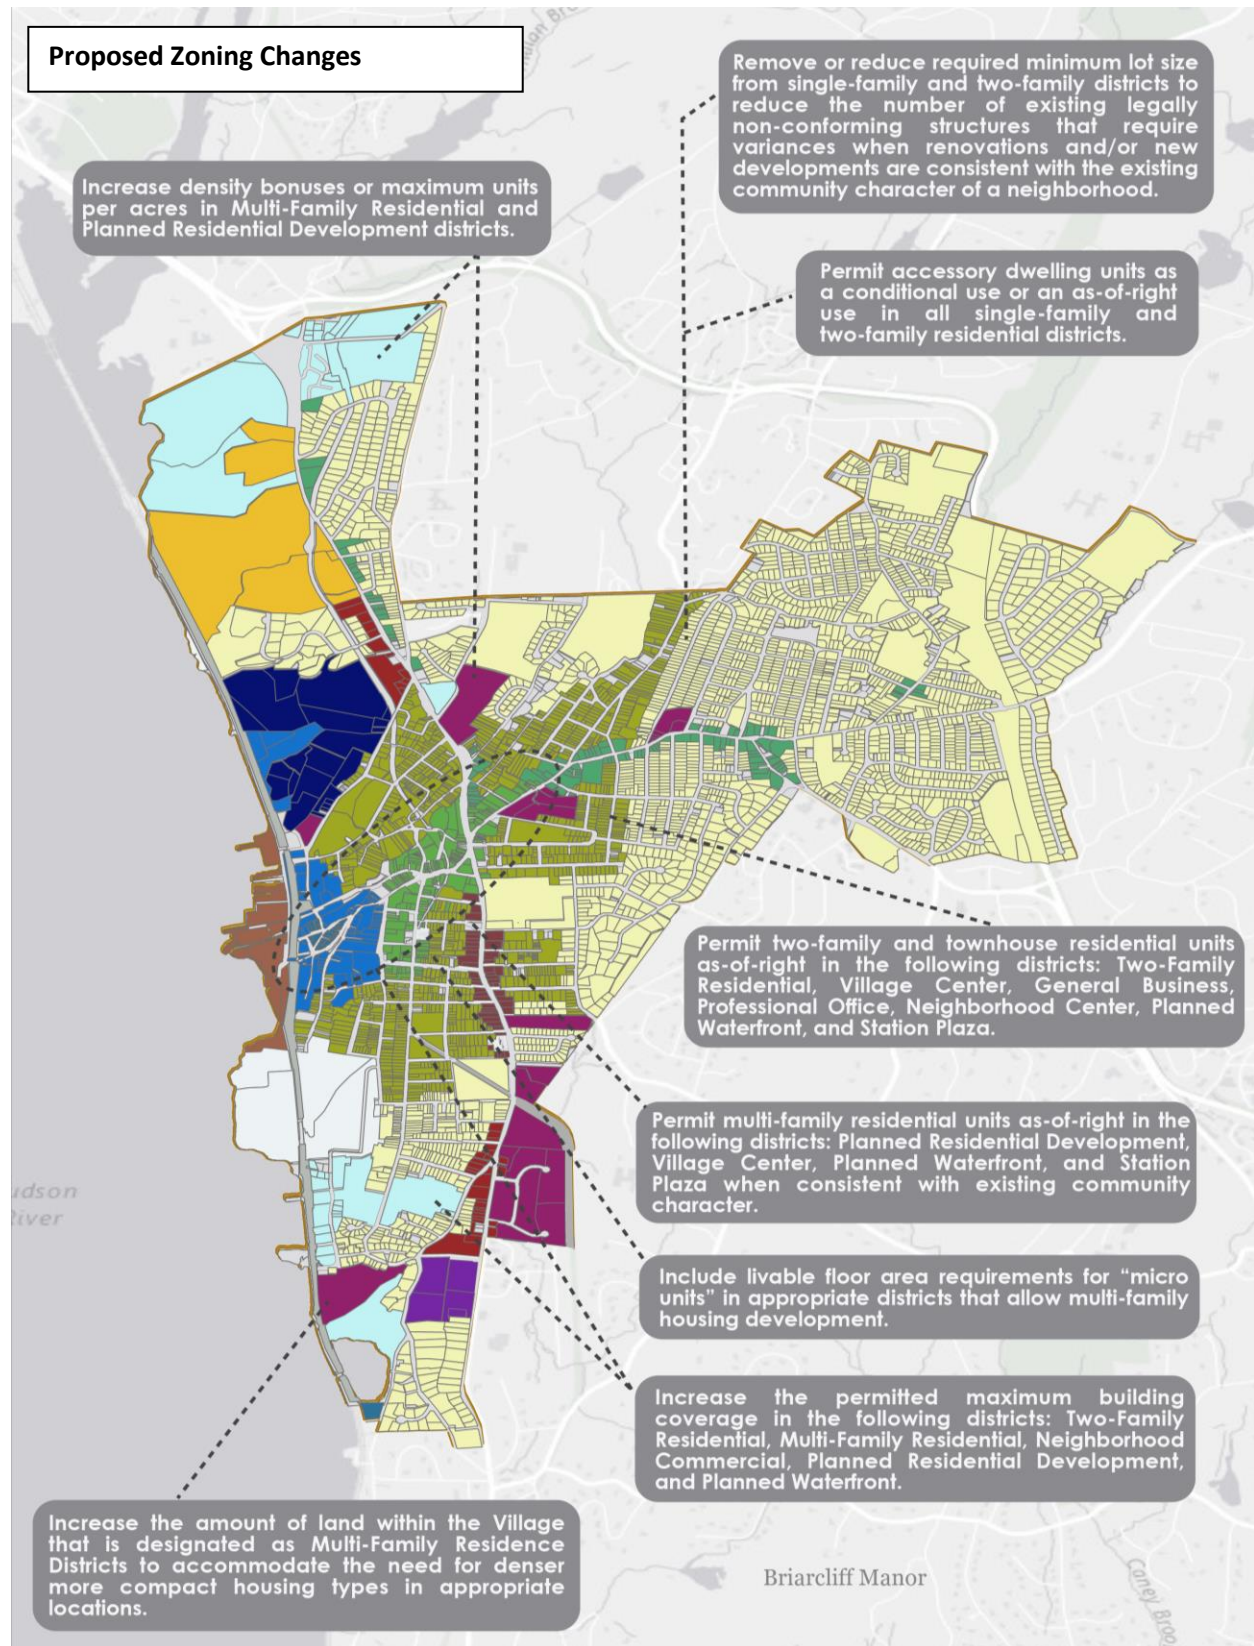 Proposed Zoning Changes
Remove or reduce required minimum lot size
from single-family and two-family districts to
reduce the number of existing legally
non-conforming structures that require
variances when renovations and/or new
developments are consistent with the existing
community character of a neighborhood.
Increase density bonuses or maximum units
per acres in Multi-Family Residential and
Planned Residential Development districts.
Permit accessory dwelling units as
a conditional use or an as-of-right
use in all single-family and
two-family residential districts.
Permit two-family and townhouse residential units
as-of-right in the following districts: Two-Family
Residential, Village Center, General Business,
Professional Office, Neighborhood Center, Planned
Waterfront, and Station Plaza.
Permit multi-family residential units as-of-right in the
following districts: Planned Residential Development,
Village Center, Planned Waterfront, and Station
Plaza when consistent with existing community
character.
udson
River
Include livable floor area requirements for “micro
units” in appropriate districts that allow multi-family
housing development.
Increase the permitted maximum building
coverage in the following districts: Two-Family
Residential, Multi-Family Residential, Neighborhood
Commercial, Planned Residential Development,
and Planned Waterfront.
Increase the amount of land within the Village
that is designated as Multi-Family Residence
Districts to accommodate the need for denser
more compact housing types in appropriate
locations.
Briarcliff Manor
Caney Broo